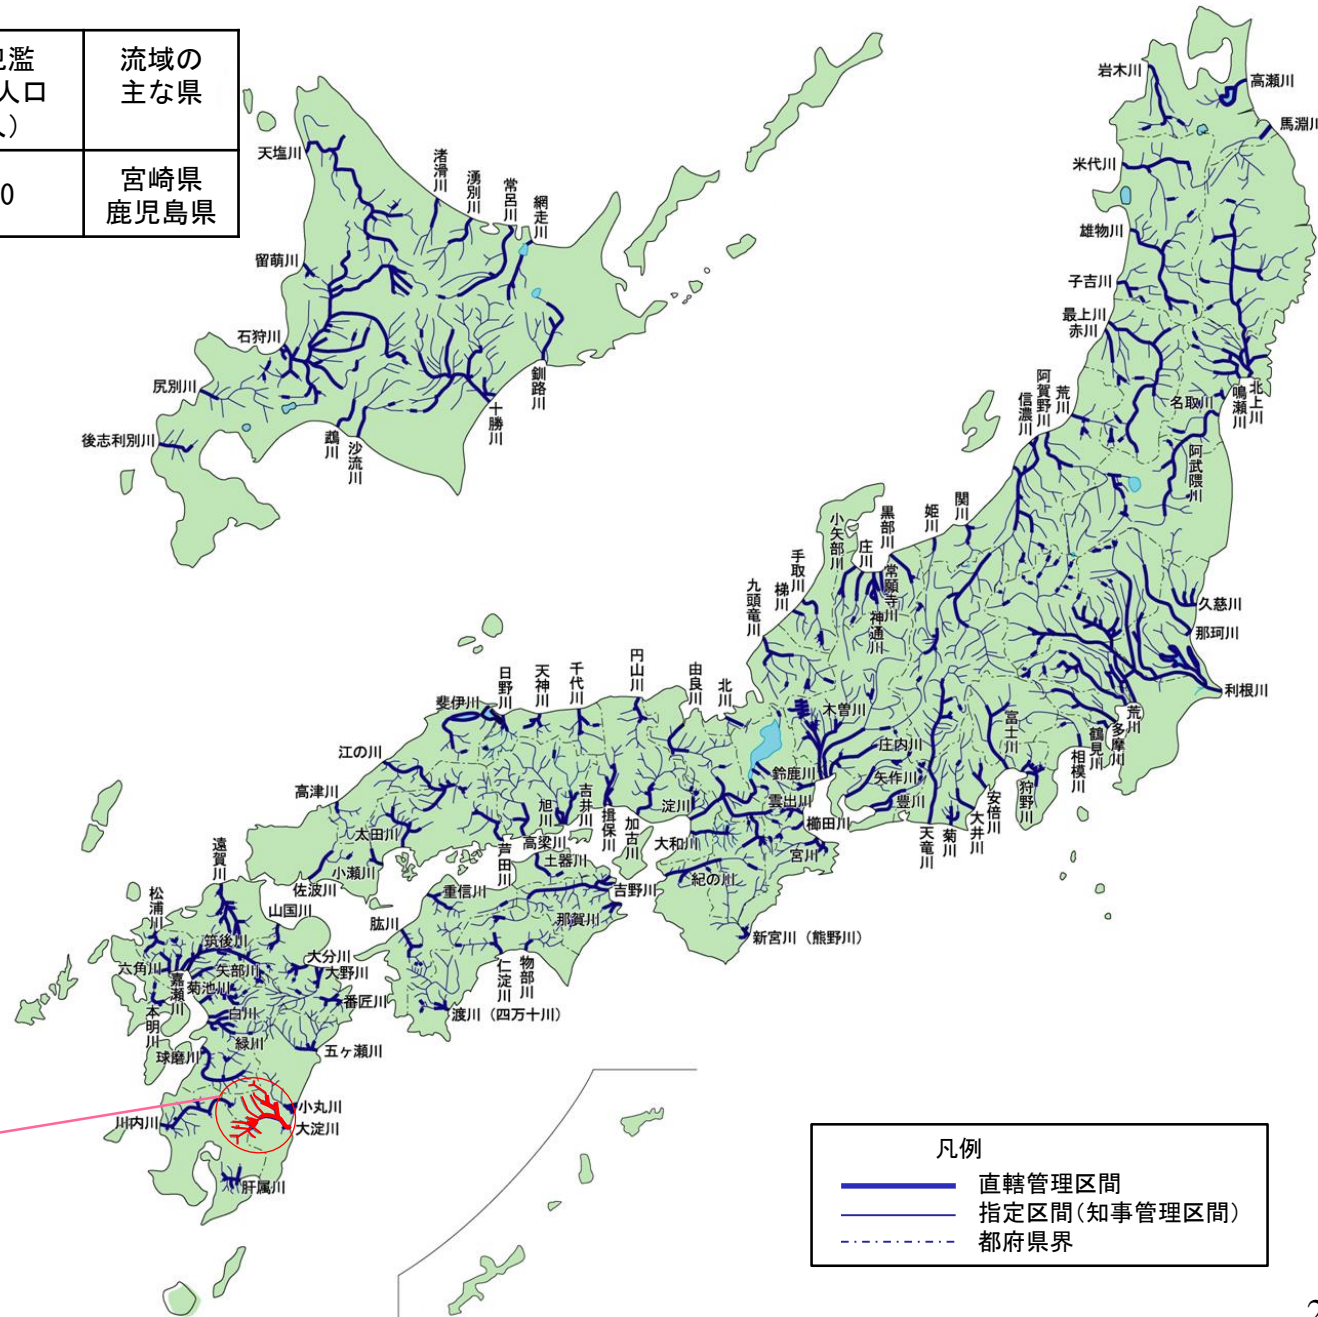 氾濫
人口
人）
流域の
主な県
0
宮崎県
鹿児島県
天塩川
渚滑川
湧別川
常呂川
網走川
留萌川
石狩川
尻別川
後志利別川
鵡川
沙流川
十勝川
釧路川
岩木川
高瀬川
馬淵川
米代川
雄物川
子吉川
最上川
赤川
荒川
阿賀野川
信濃川
名取川
鳴瀬川
北上川
阿武隈川
関川
姫川
黒部川
常願寺川
神通川
庄川
小矢部川
手取川
梯川
九頭竜川
久慈川
那珂川
利根川
荒川
多摩川
鶴見川
相模川
富士川
狩野川
安倍川
大井川
菊川
天竜川
豊川
矢作川
庄内川
木曽川
鈴鹿川
雲出川
櫛田川
宮川
北川
由良川
円山川
千代川
天神川
日野川
斐伊川
江の川
高津川
淀川
大和川
紀の川
新宮川（熊野川）
加古川
揖保川
吉井川
旭川
高梁川
芦田川
太田川
小瀬川
佐波川
土器川
吉野川
那賀川
重信川
肱川
物部川
仁淀川
渡川（四万十川）
遠賀川
山国川
松浦川
筑後川
六角川
嘉瀬川
矢部川
菊池川
本明川
白川
緑川
球磨川
大分川
大野川
番匠川
五ヶ瀬川
小丸川
大淀川
川内川
肝属川
凡例
直轄管理区間
指定区間（知事管理区間）
都府県界
2